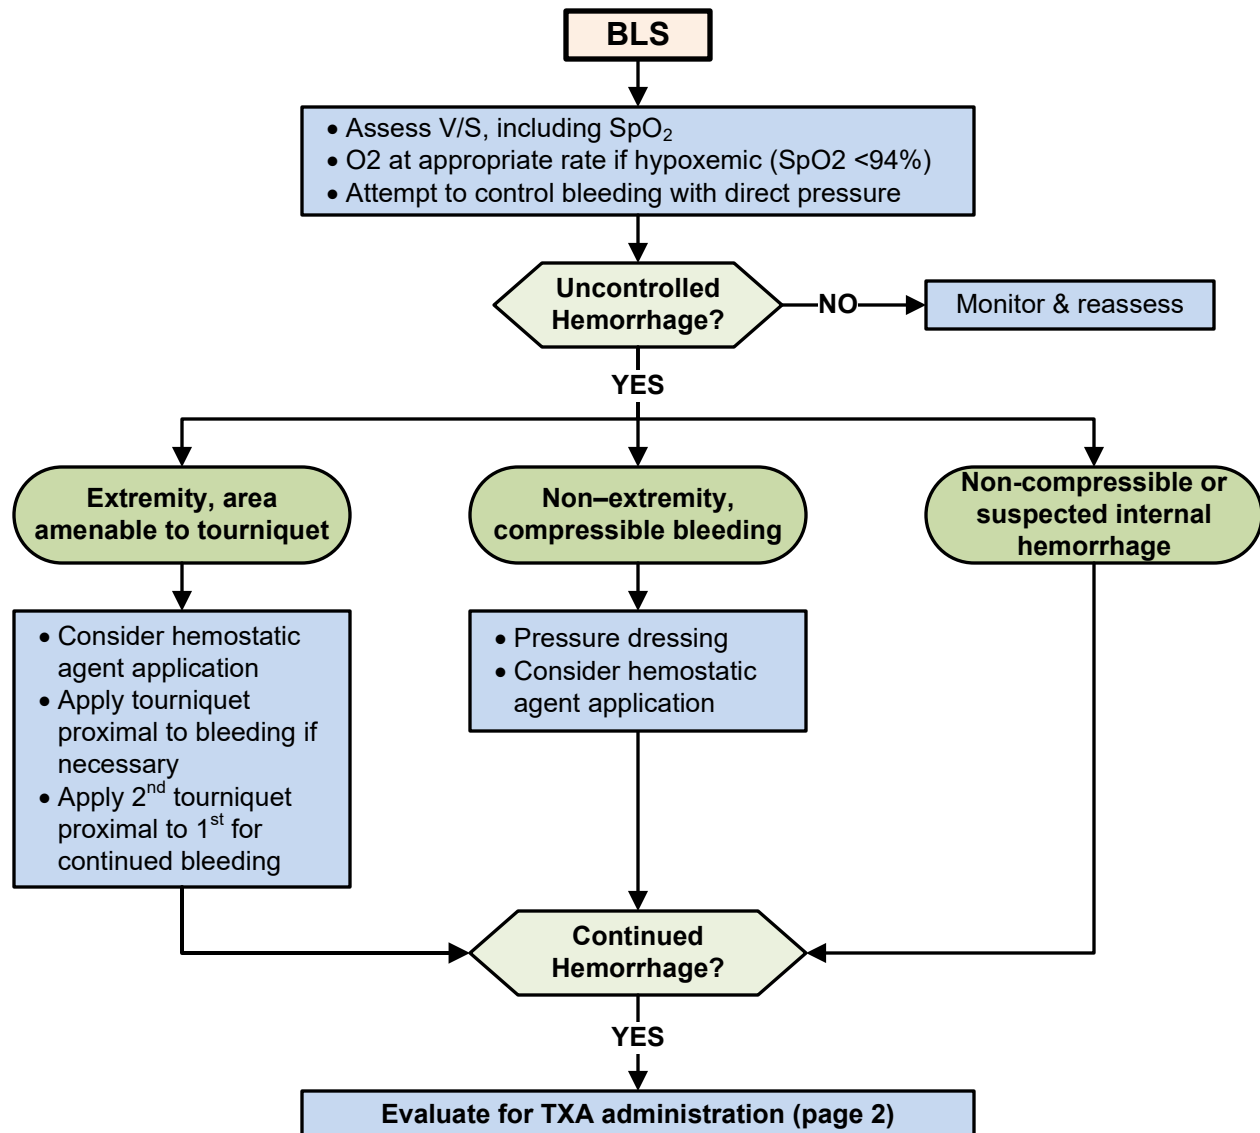 BLS
• Assess V/S, including SpO₂
• O2 at appropriate rate if hypoxemic (SpO2 <94%)
• Attempt to control bleeding with direct pressure
Uncontrolled
Hemorrhage?
NO
Monitor & reassess
YES
Extremity, area
amenable to tourniquet
Non–extremity,
compressible bleeding
Non-compressible or
suspected internal
hemorrhage
• Consider hemostatic
agent application
• Apply tourniquet
proximal to bleeding if
necessary
• Apply 2nd tourniquet
proximal to 1st for
continued bleeding
• Pressure dressing
• Consider hemostatic
agent application
Continued
Hemorrhage?
YES
Evaluate for TXA administration (page 2)